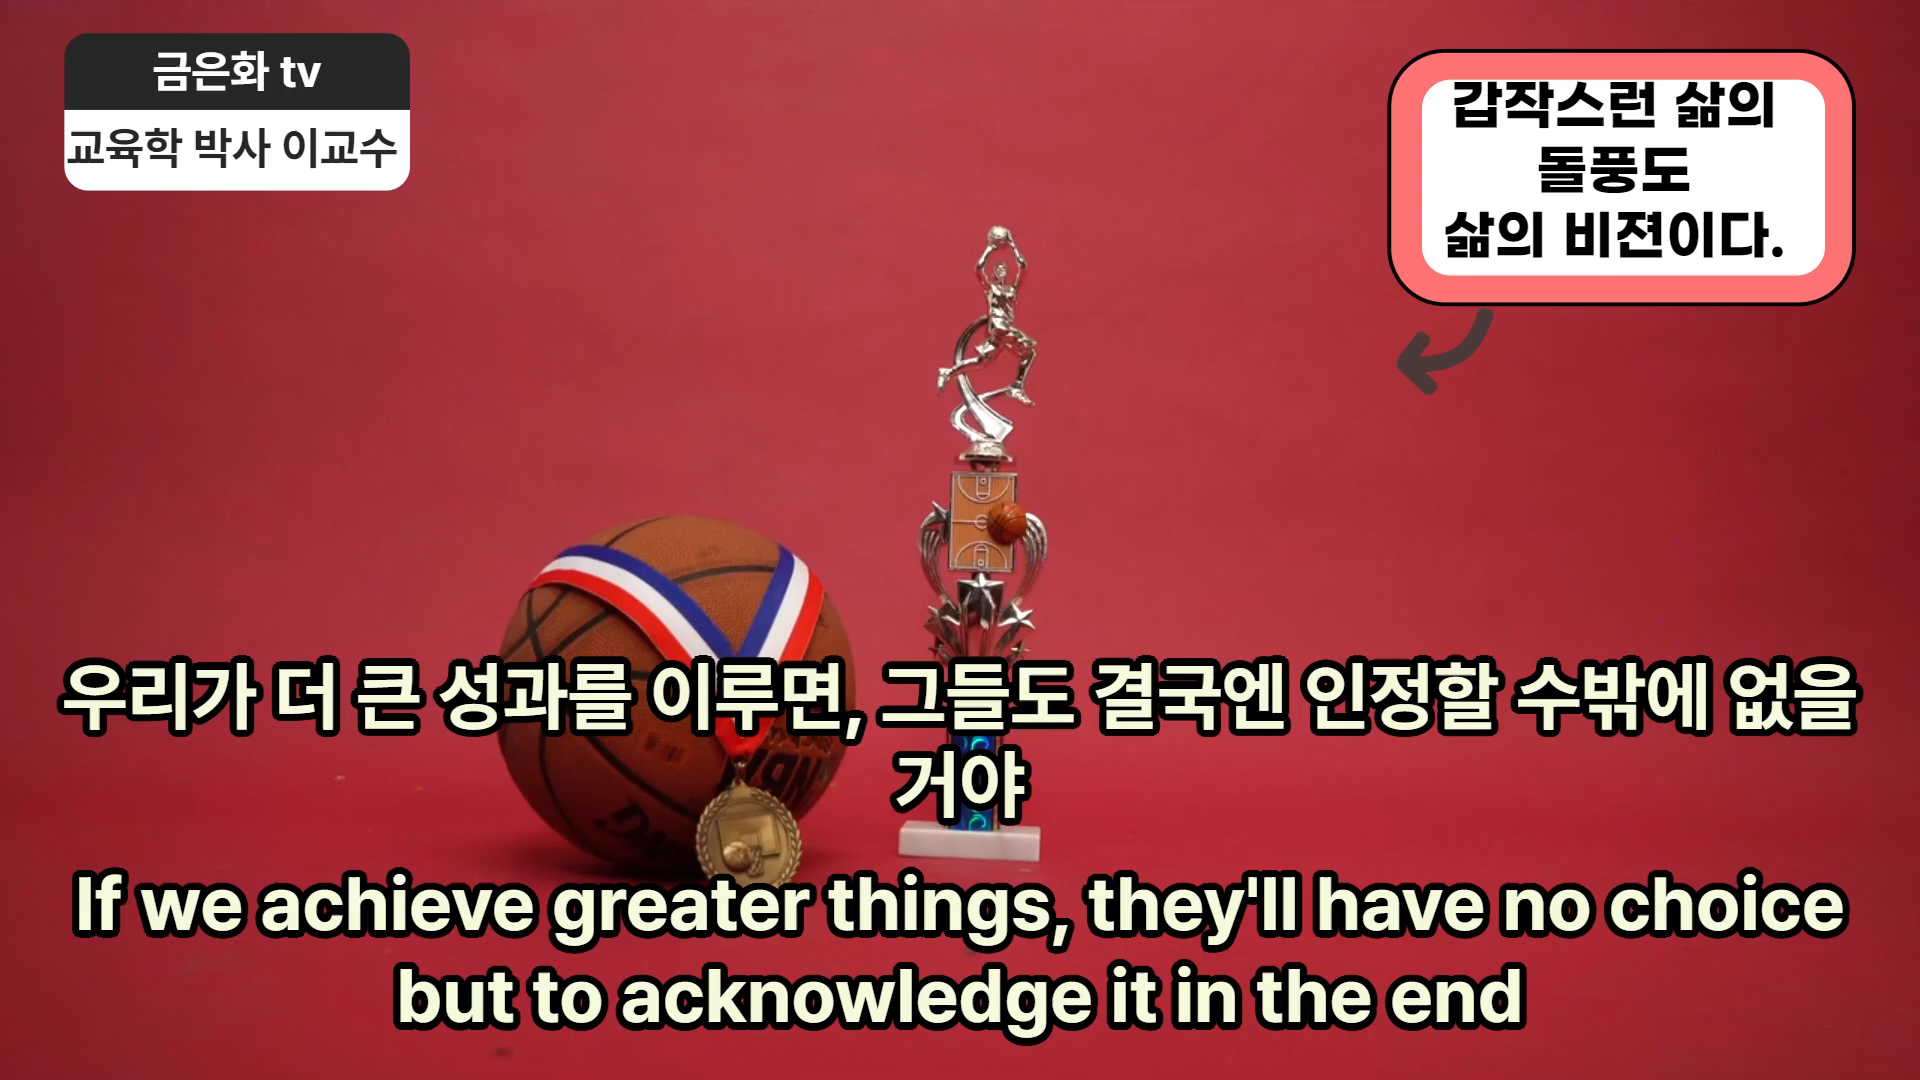 금은화 tv
교육학 박사 이교수
갑작스런 삶의
돌풍도
삶의 비젼이다.
우리가 더 큰 성과를 이루면, 그들도 결국엔 인정할 수밖에 없을
거야
If we achieve greater things, they'll have no choice
but to acknowledge it in the end